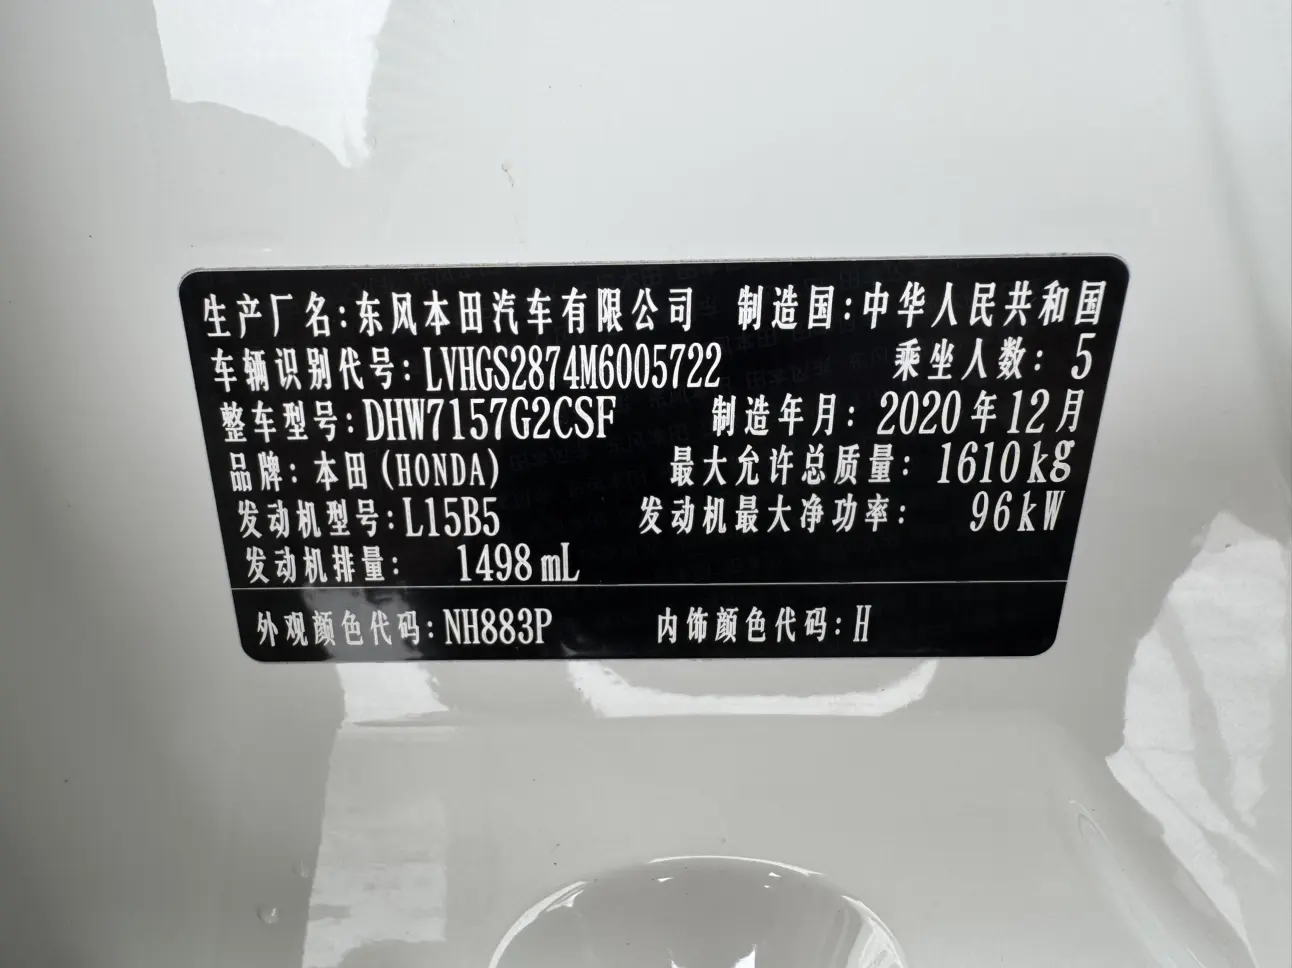 生产厂名:东风本田汽车有限公司 制造国:中华人民共和国
车辆识别代号:LVHGS2874M6005722 乘坐人数:5
整车型号:DHW7157G2CSF 制造年月:2020年12月
品牌:本田(HONDA) 最大允许总质量:1610kg
发动机型号:L15B5 发动机最大净功率:96kW
发动机排量: 1498mL
外观颜色代码:NH883P 内饰颜色代码:H